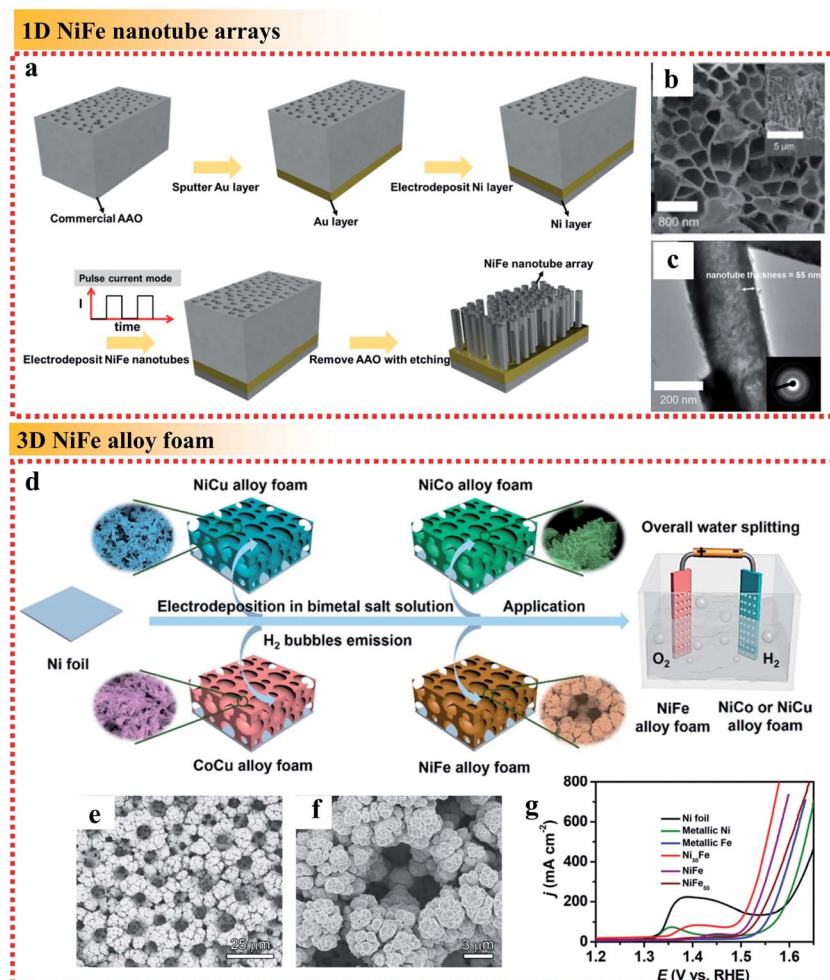 1D NiFe nanotube arrays
a
Commercial AAO
Sputter Au layer
Au layer
Electrodeposit Ni layer
Ni layer
Pulse current mode
I
time
Electrodeposit NiFe nanotubes
Remove AAO with etching
NiFe nanotube array
b
5 μm
800 nm
c
nanotube thickness = 55 nm
200 nm
3D NiFe alloy foam
d
NiCu alloy foam
NiCo alloy foam
Overall water splitting
+ -
Ni foil
Electrodeposition in bimetal salt solution
Application
H₂ bubbles emission
O₂
H₂
CoCu alloy foam
NiFe alloy foam
NiFe
alloy foam
NiCo or NiCu
alloy foam
e
25 μm
f
3 μm
g
800
600
400
200
0
j (mA cm⁻²)
Ni foil
Metallic Ni
Metallic Fe
Ni₅₀Fe
NiFe
NiFe₅₀
1.2 1.3 1.4 1.5 1.6
E (V vs. RHE)